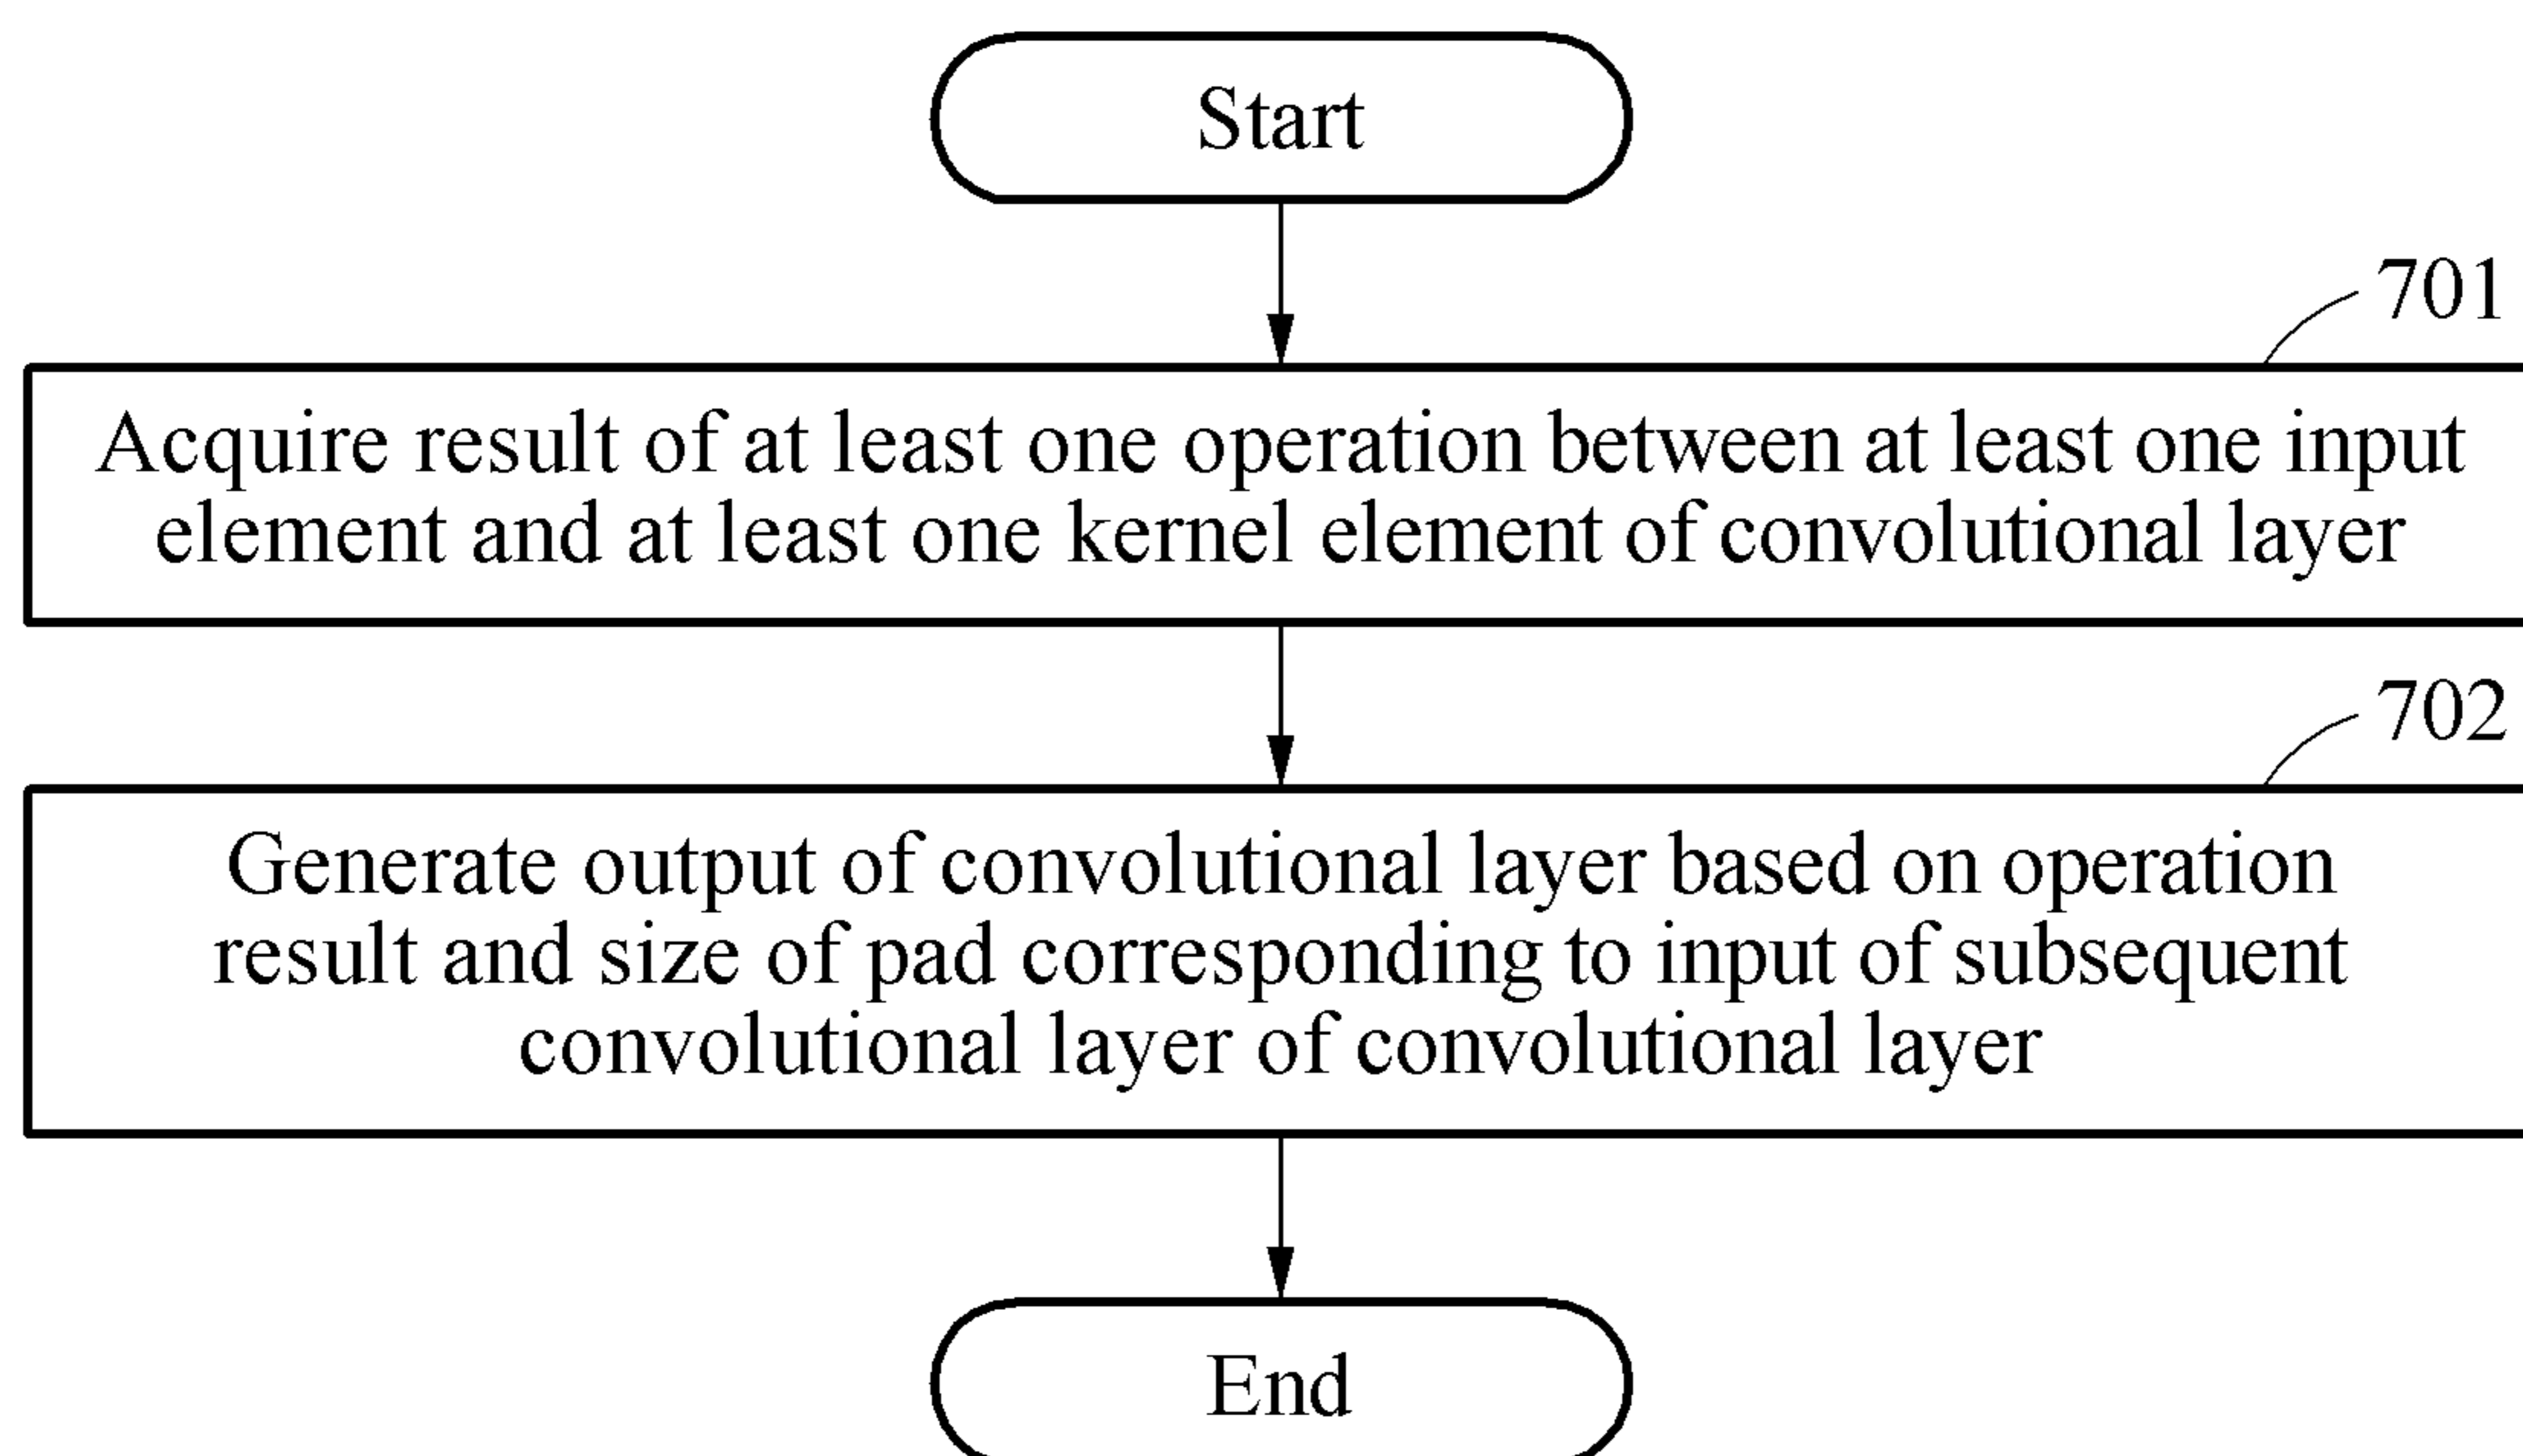 Start
701
Acquire result of at least one operation between at least one input
element and at least one kernel element of convolutional layer
702
Generate output of convolutional layer based on operation
result and size of pad corresponding to input of subsequent
convolutional layer of convolutional layer
End